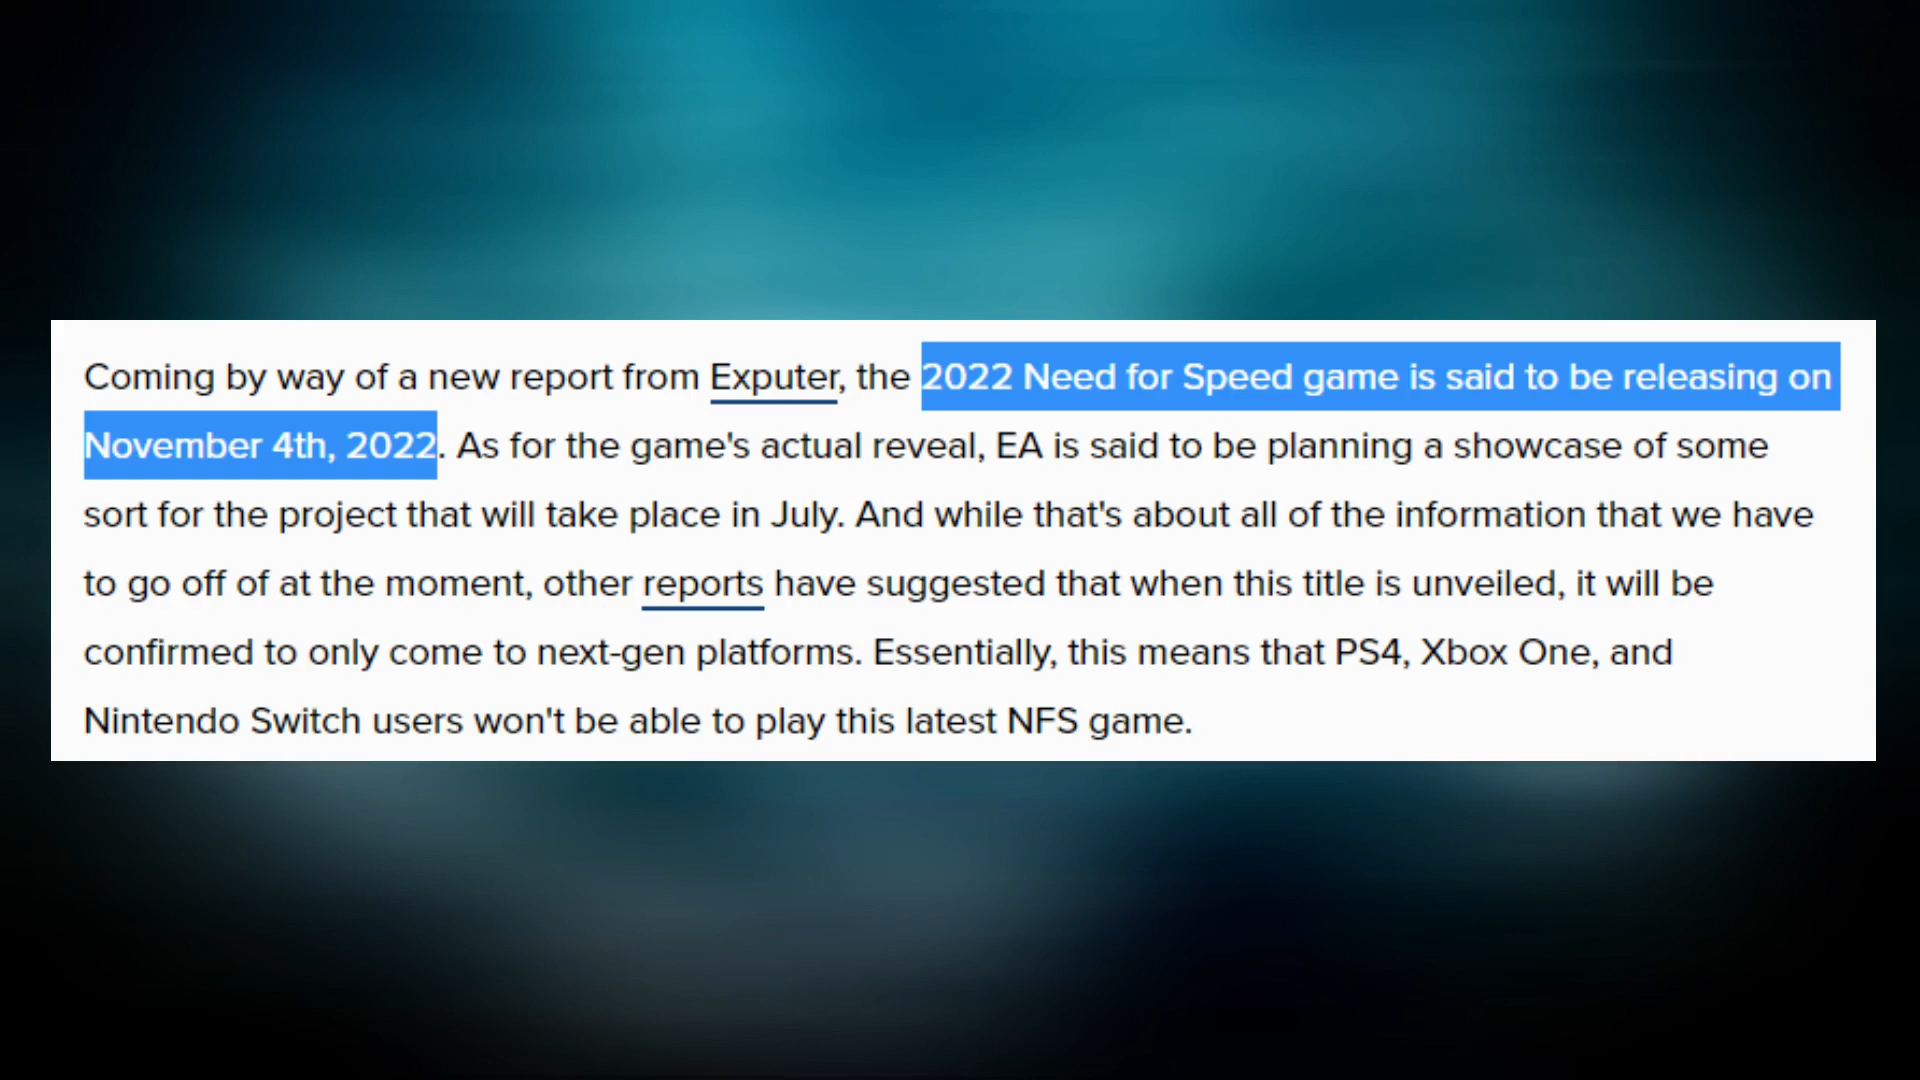 Coming by way of a new report from Exputer, the 2022 Need for Speed game is said to be releasing on
November 4th, 2022. As for the game's actual reveal, EA is said to be planning a showcase of some
sort for the project that will take place in July. And while that's about all of the information that we have
to go off of at the moment, other reports have suggested that when this title is unveiled, it will be
confirmed to only come to next-gen platforms. Essentially, this means that PS4, Xbox One, and
Nintendo Switch users won't be able to play this latest NFS game.